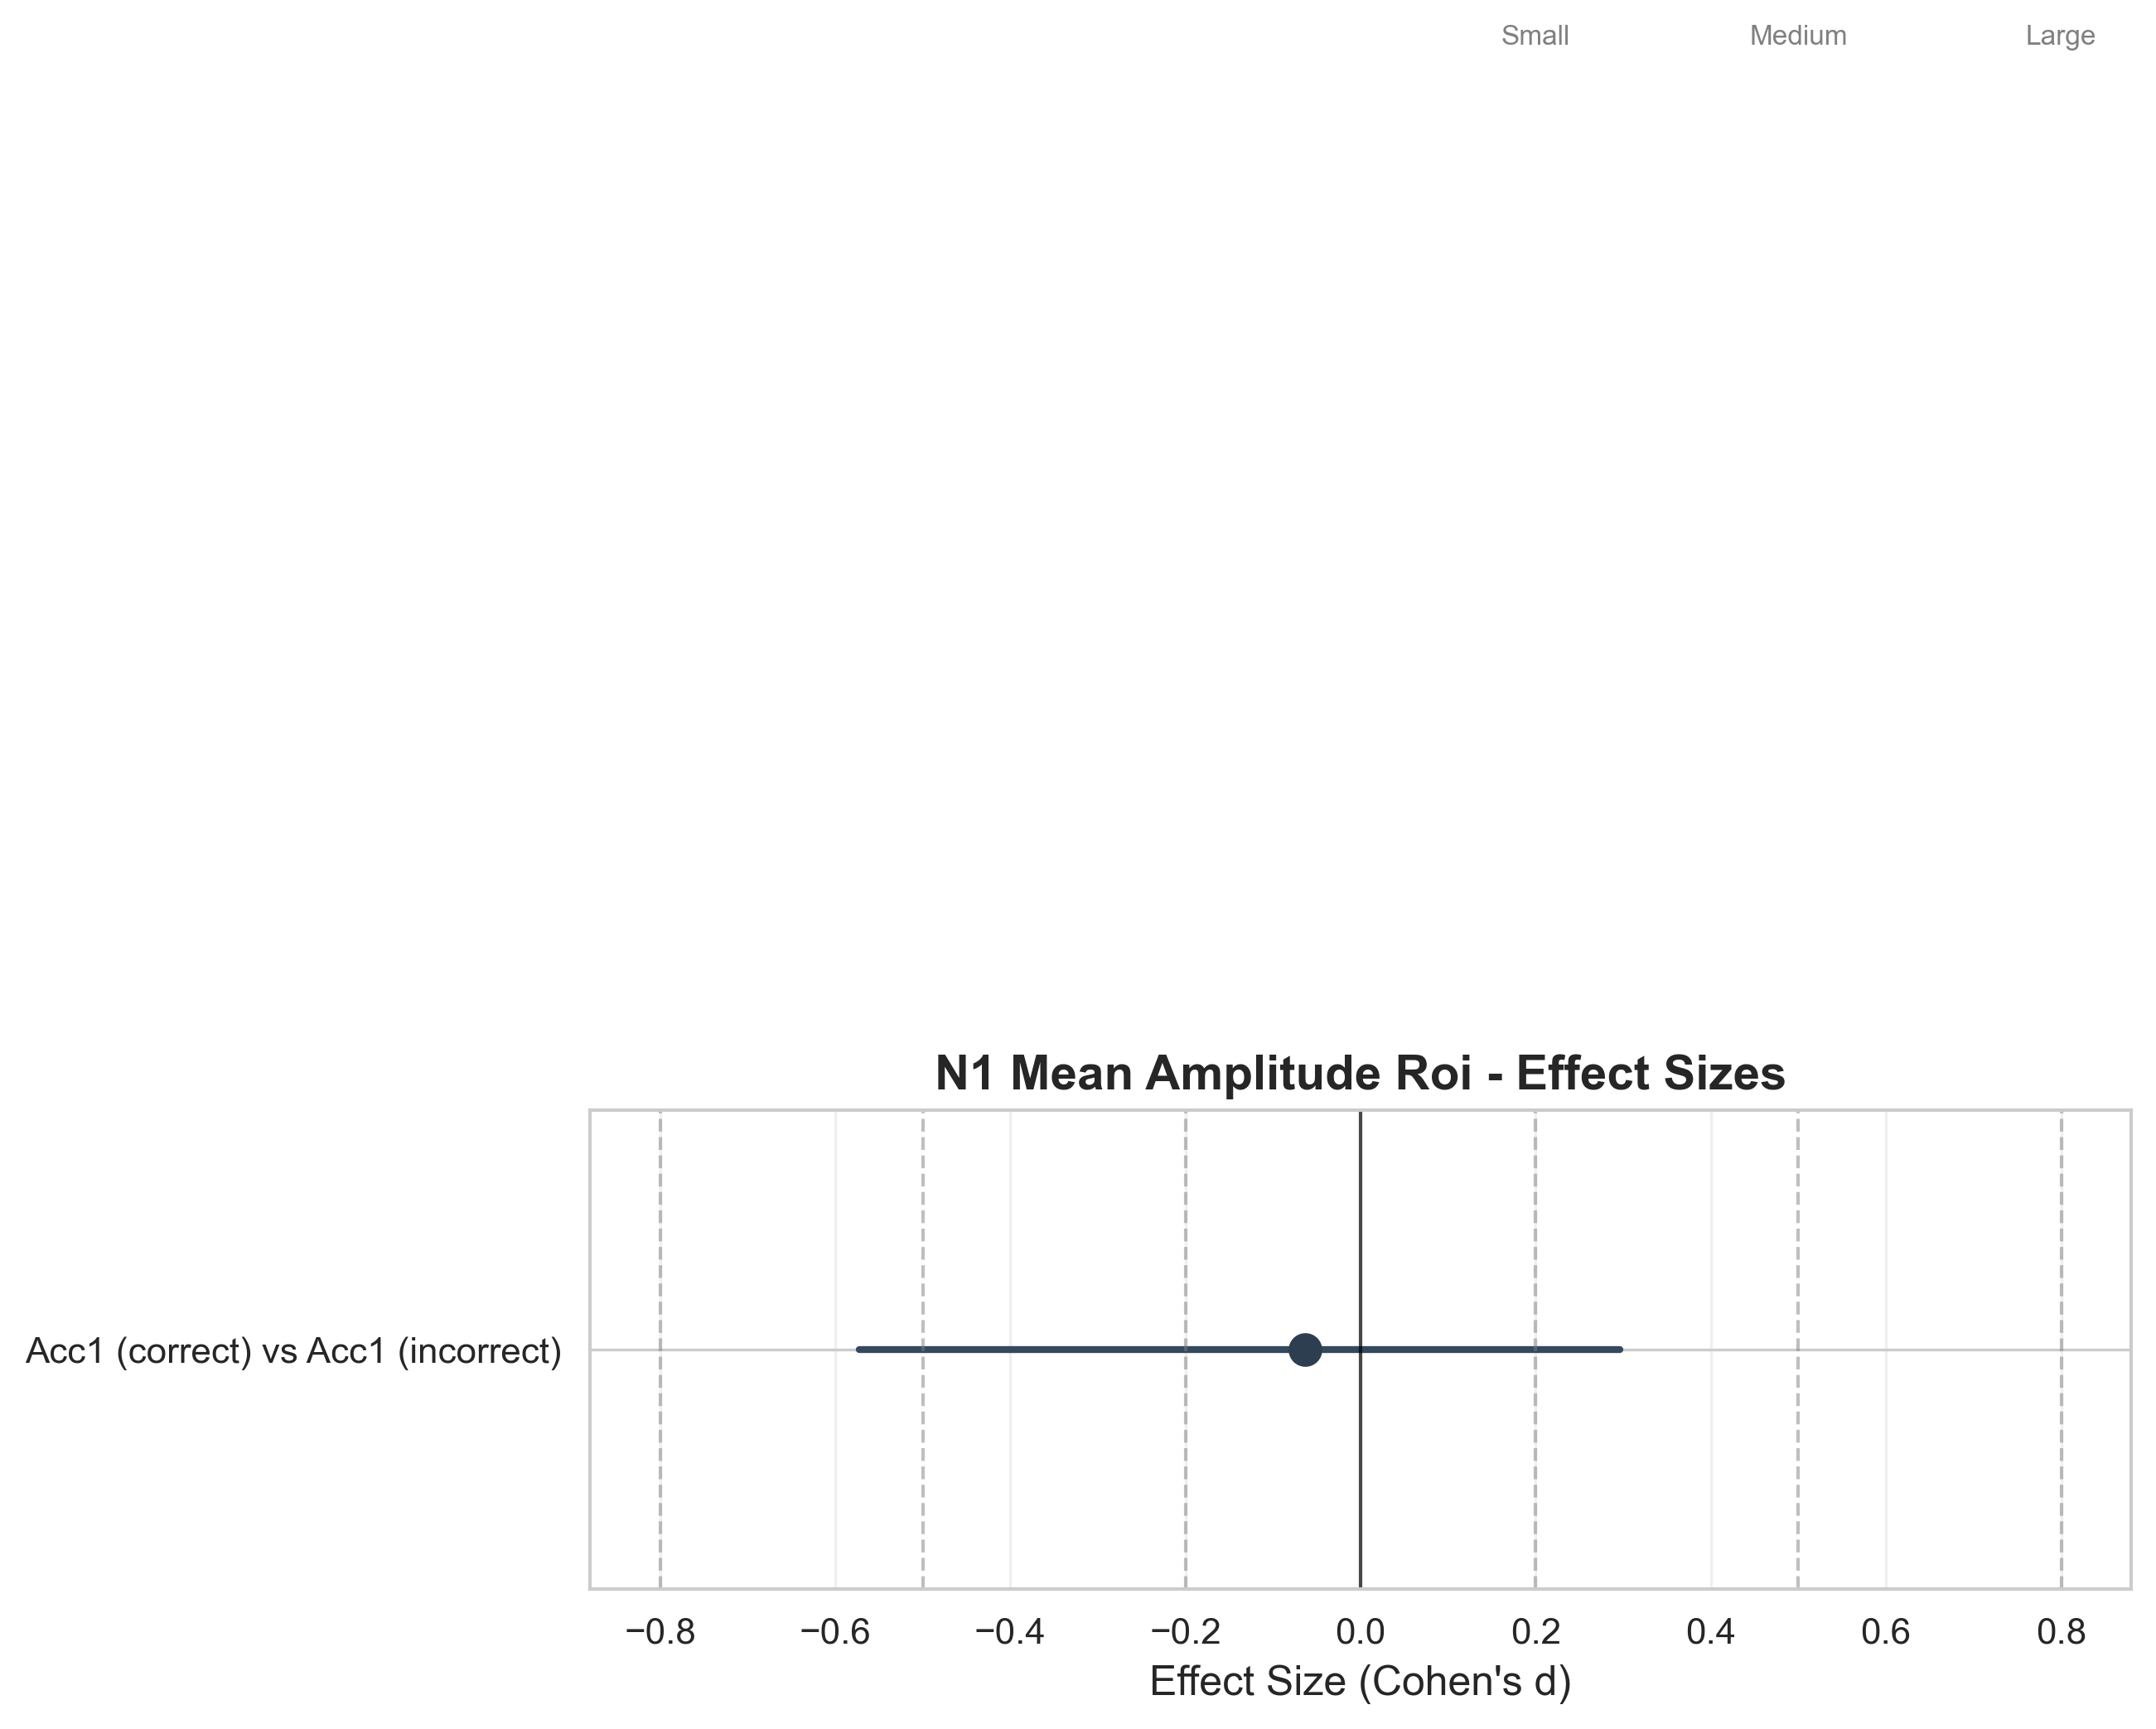 Small Medium Large
N1 Mean Amplitude Roi - Effect Sizes
Acc1 (correct) vs Acc1 (incorrect)
−0.8 −0.6 −0.4 −0.2 0.0 0.2 0.4 0.6 0.8
Effect Size (Cohen's d)